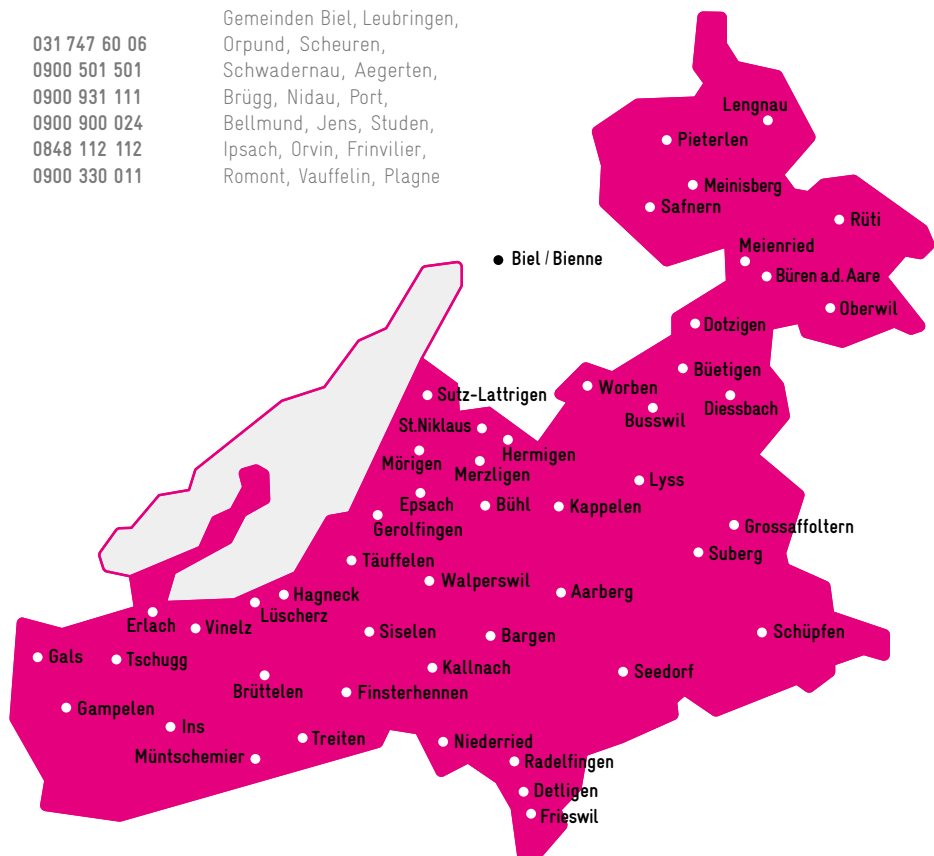 Gemeinden Biel, Leubringen,
031 747 60 06 Orpund, Scheuren,
0900 501 501 Schwadernau, Aegerten,
0900 931 111 Brügg, Nidau, Port,
0900 900 024 Bellmund, Jens, Studen,
0848 112 112 Ipsach, Orvin, Frinvilier,
0900 330 011 Romont, Vauffelin, Plagne
Lengnau
Pieterlen
Meinisberg
Safnern
Rüti
Meienried
Biel / Bienne
Büren a.d. Aare
Oberwil
Dotzigen
Büetigen
Worben
Sutz-Lattrigen
Diessbach
Busswil
St.Niklaus
Hermigen
Mörigen
Merzligen
Lyss
Epsach
Bühl
Kappelen
Gerolfingen
Grossaffoltern
Suberg
Täuffelen
Walperswil
Aarberg
Hagneck
Lüscherz
Erlach
Vinelz
Siselen
Bargen
Schüpfen
Gals
Tschugg
Kallnach
Seedorf
Brüttelen
Finsterhennen
Gampelen
Ins
Treiten
Niederried
Müntschemier
Radelfingen
Detligen
Frieswil